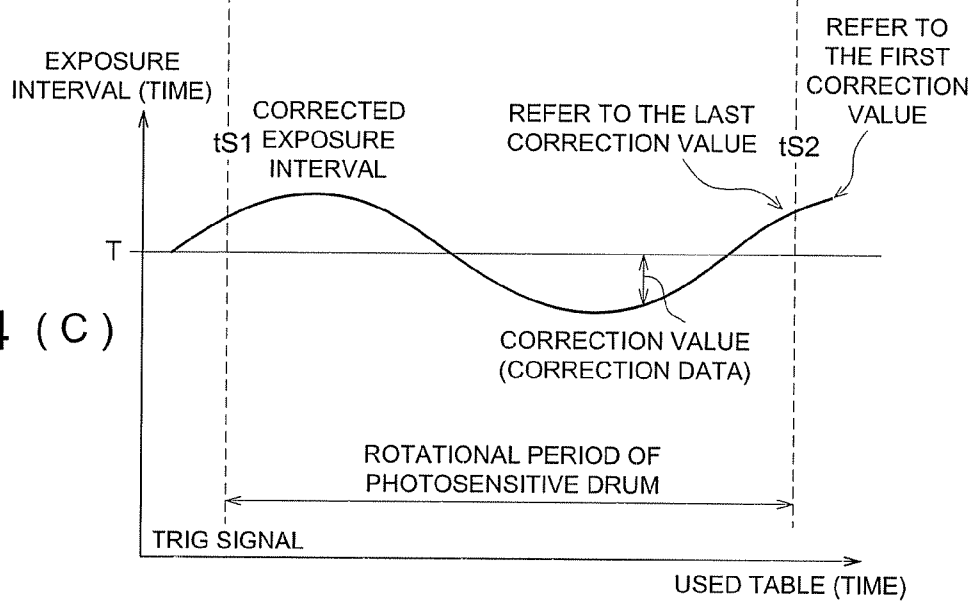 EXPOSURE
INTERVAL (TIME)
tS1
CORRECTED
EXPOSURE
INTERVAL
REFER TO THE LAST
CORRECTION VALUE
tS2
REFER TO
THE FIRST
CORRECTION
VALUE
T
4 (C)
CORRECTION VALUE
(CORRECTION DATA)
ROTATIONAL PERIOD OF
PHOTOSENSITIVE DRUM
TRIG SIGNAL
USED TABLE (TIME)